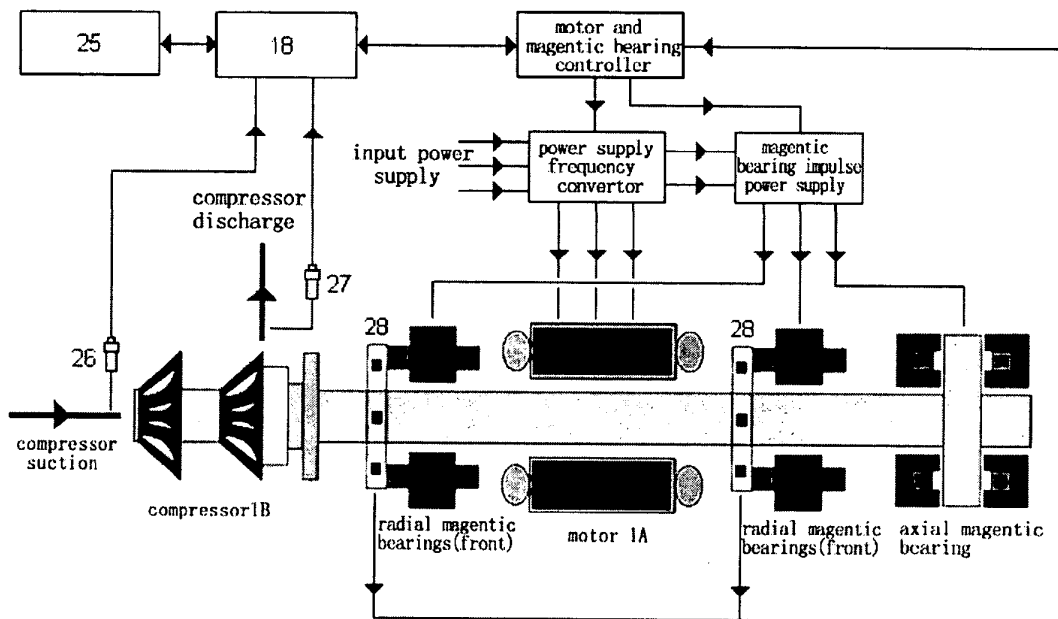 25
18
motor and
magentic bearing
controller
input power
supply
power supply
frequency
convertor
magentic
bearing impulse
power supply
compressor
discharge
27
26
28
28
compressor
suction
compressor1B
radial magentic
bearings(front)
motor 1A
radial magentic
bearings(front)
axial magentic
bearing